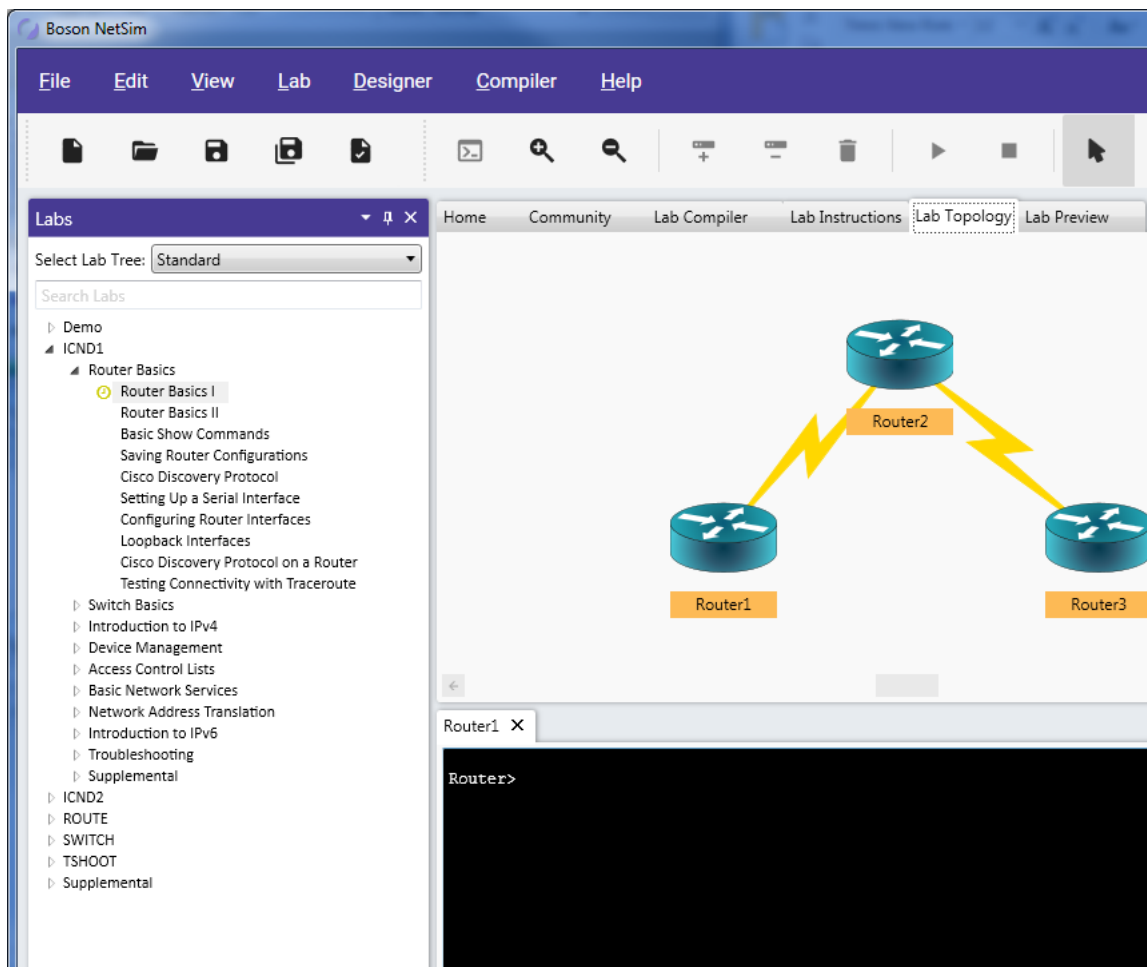 Boson NetSim
File Edit View Lab Designer Compiler Help
Labs
Select Lab Tree: Standard
Search Labs
Demo
ICND1
Router Basics
Router Basics I
Router Basics II
Basic Show Commands
Saving Router Configurations
Cisco Discovery Protocol
Setting Up a Serial Interface
Configuring Router Interfaces
Loopback Interfaces
Cisco Discovery Protocol on a Router
Testing Connectivity with Traceroute
Switch Basics
Introduction to IPv4
Device Management
Access Control Lists
Basic Network Services
Network Address Translation
Introduction to IPv6
Troubleshooting
Supplemental
ICND2
ROUTE
SWITCH
TSHOOT
Supplemental
Home Community Lab Compiler Lab Instructions Lab Topology Lab Preview
Router2
Router1 Router3
Router1
Router>